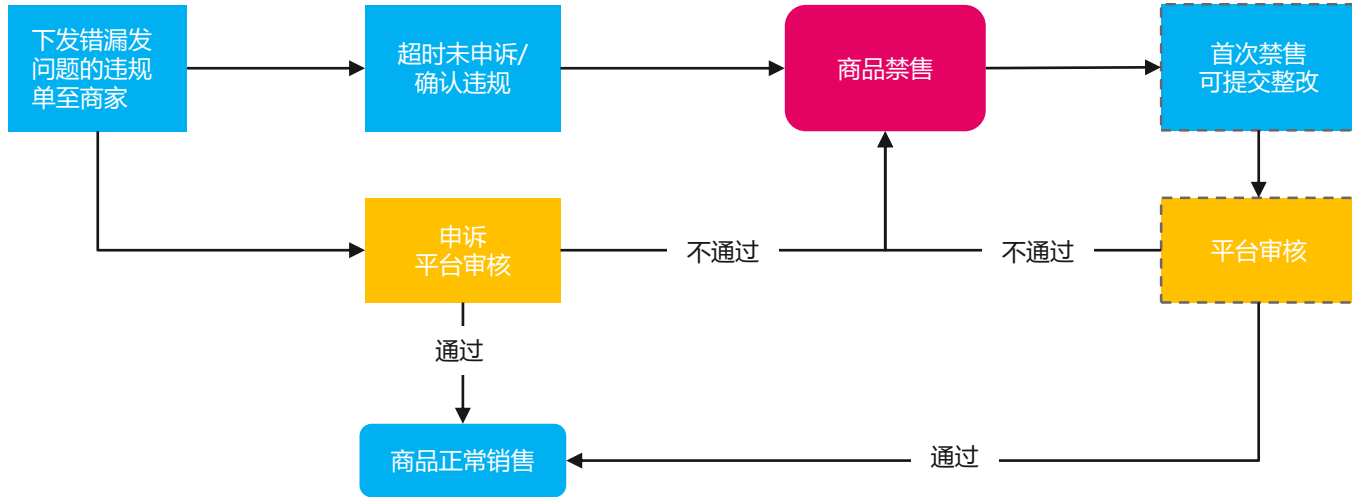 下发错漏发
问题的违规
单至商家
超时未申诉/
确认违规
商品禁售
首次禁售
可提交整改
申诉
平台审核
不通过
不通过
平台审核
通过
商品正常销售
通过